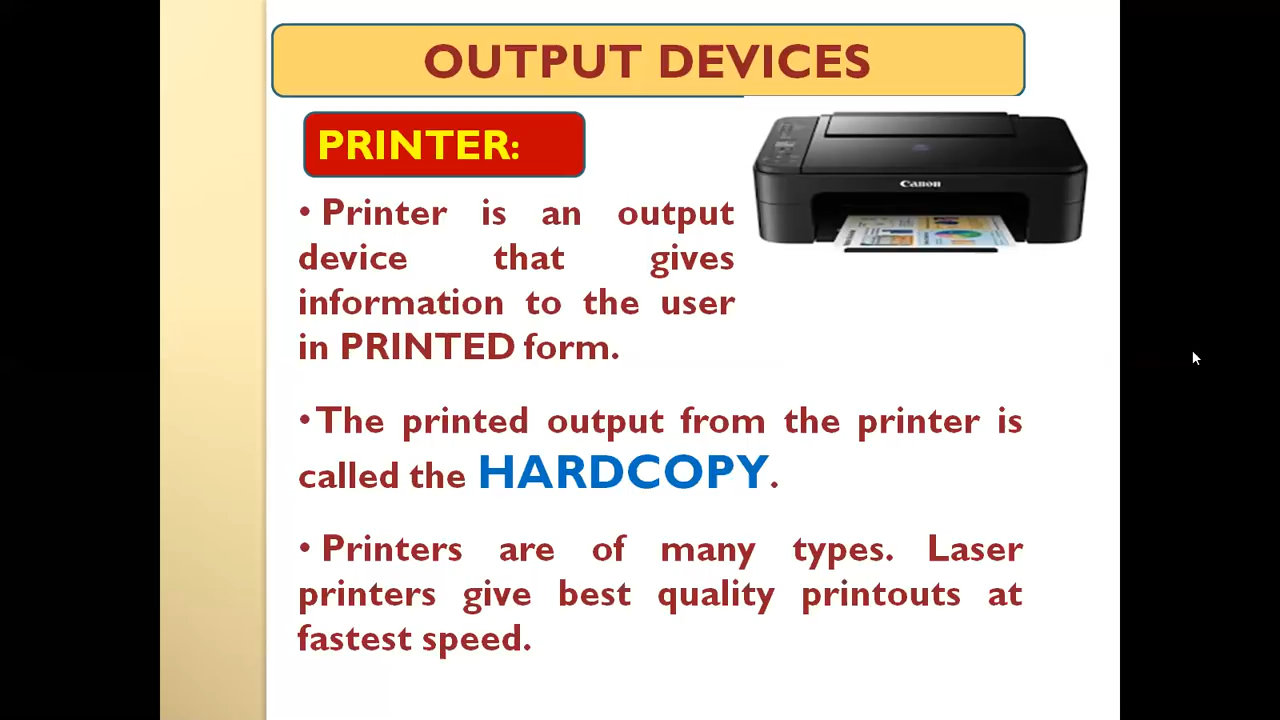 OUTPUT DEVICES
PRINTER:
Canon
• Printer is an output
device that gives
information to the user
in PRINTED form.
• The printed output from the printer is
called the HARDCOPY.
• Printers are of many types. Laser
printers give best quality printouts at
fastest speed.